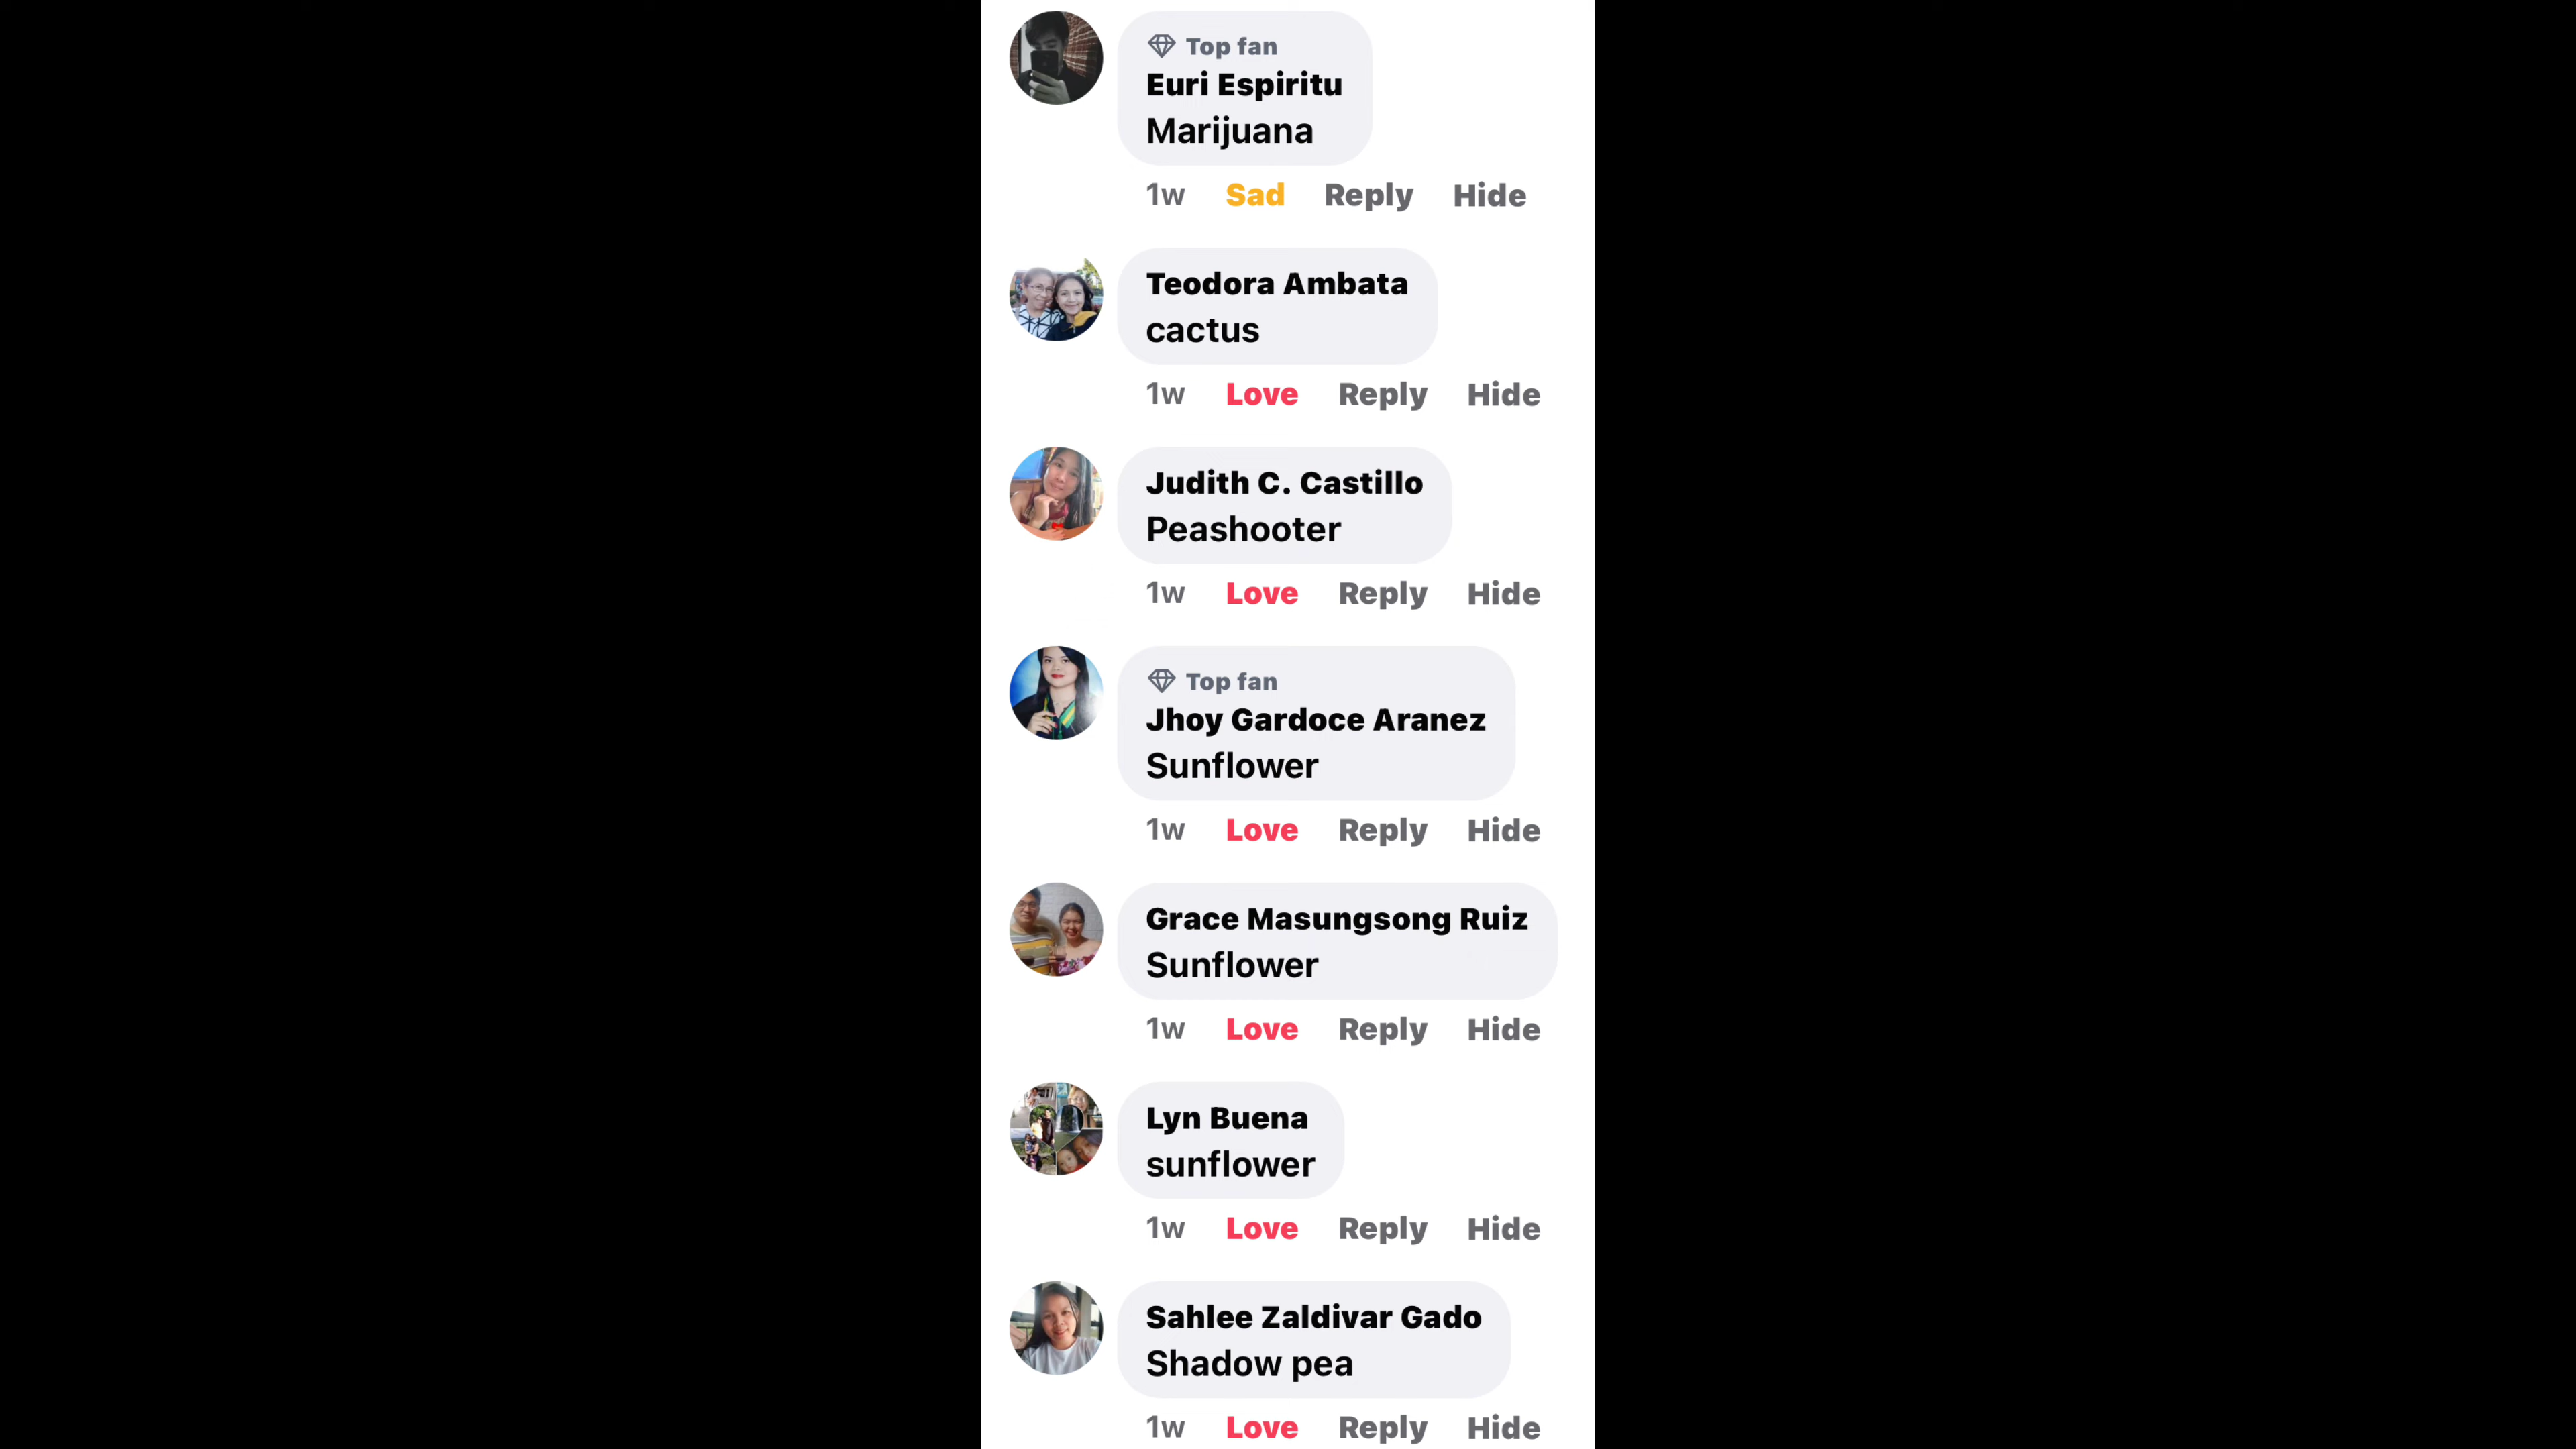 Top fan
Euri Espiritu
Marijuana
1w Sad Reply Hide
Teodora Ambata
cactus
1w Love Reply Hide
Judith C. Castillo
Peashooter
1w Love Reply Hide
Top fan
Jhoy Gardoce Aranez
Sunflower
1w Love Reply Hide
Grace Masungsong Ruiz
Sunflower
1w Love Reply Hide
Lyn Buena
sunflower
1w Love Reply Hide
Sahlee Zaldivar Gado
Shadow pea
1w Love Reply Hide